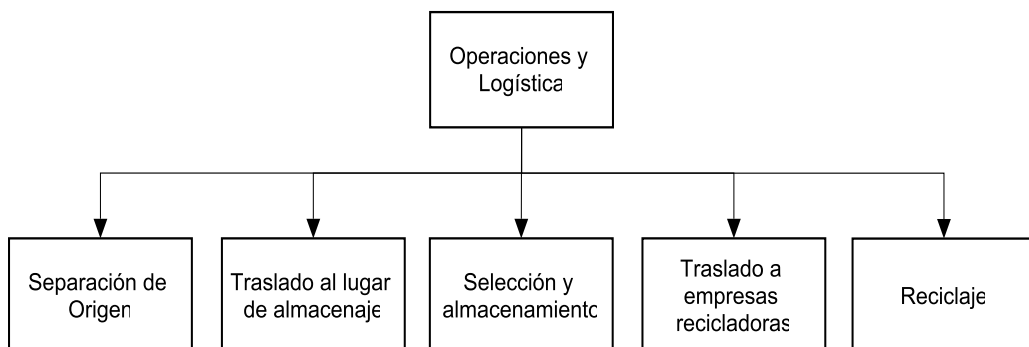 Operaciones y
Logística
Separación de
Origen
Traslado al lugar
de almacenaje
Selección y
almacenamiento
Traslado a
empresas
recicladoras
Reciclaje